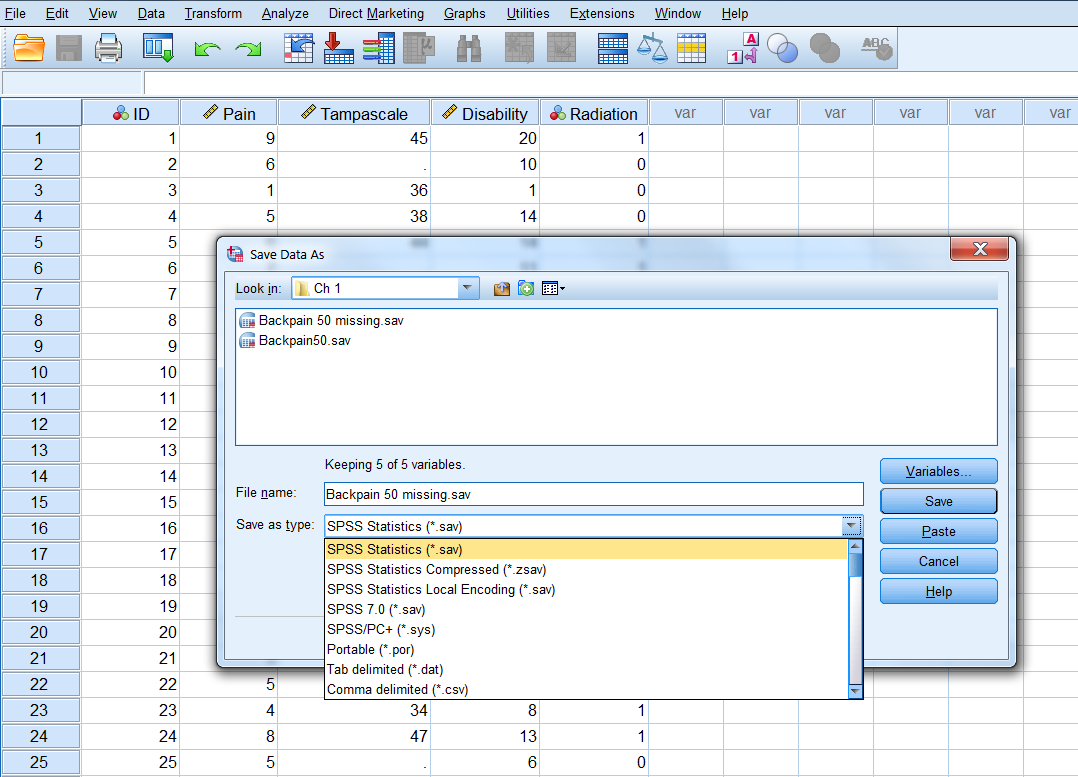 File Edit View Data Transform Analyze Direct Marketing Graphs Utilities Extensions Window Help
A
1
ABC
ID Pain Tampascale Disability Radiation var var var var var var
1 1 9 45 20 1
2 2 6 . 10 0
3 3 1 36 1 0
4 4 5 38 14 0
5 5
6 6
7 7
8 8
9 9
10 10
11 11
12 12
13 13
14 14
15 15
16 16
17 17
18 18
19 19
20 20
21 21
22 22 5
23 23 4 34 8 1
24 24 8 47 13 1
25 25 5 . 6 0
Save Data As
Look in: Ch 1
Backpain 50 missing.sav
Backpain50.sav
Keeping 5 of 5 variables.
File name: Backpain 50 missing.sav
Save as type: SPSS Statistics (*.sav)
SPSS Statistics (*.sav)
SPSS Statistics Compressed (*.zsav)
SPSS Statistics Local Encoding (*.sav)
SPSS 7.0 (*.sav)
SPSS/PC+ (*.sys)
Portable (*.por)
Tab delimited (*.dat)
Comma delimited (*.csv)
Variables...
Save
Paste
Cancel
Help